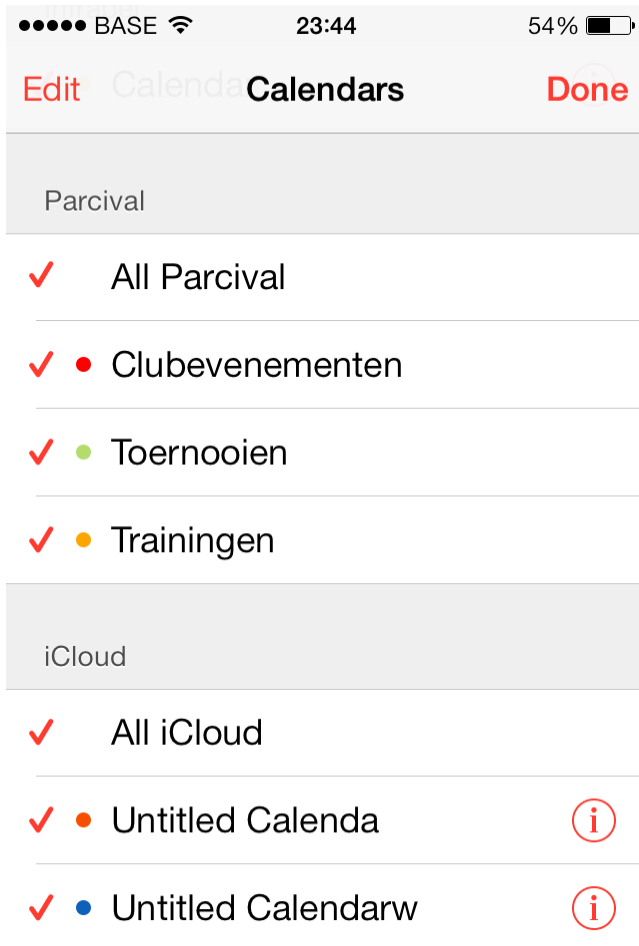 BASE 23:44 54%
Calenda
Edit Calendars Done
Parcival
All Parcival
Clubevenementen
Toernooien
Trainingen
iCloud
All iCloud
Untitled Calenda
Untitled Calendarw